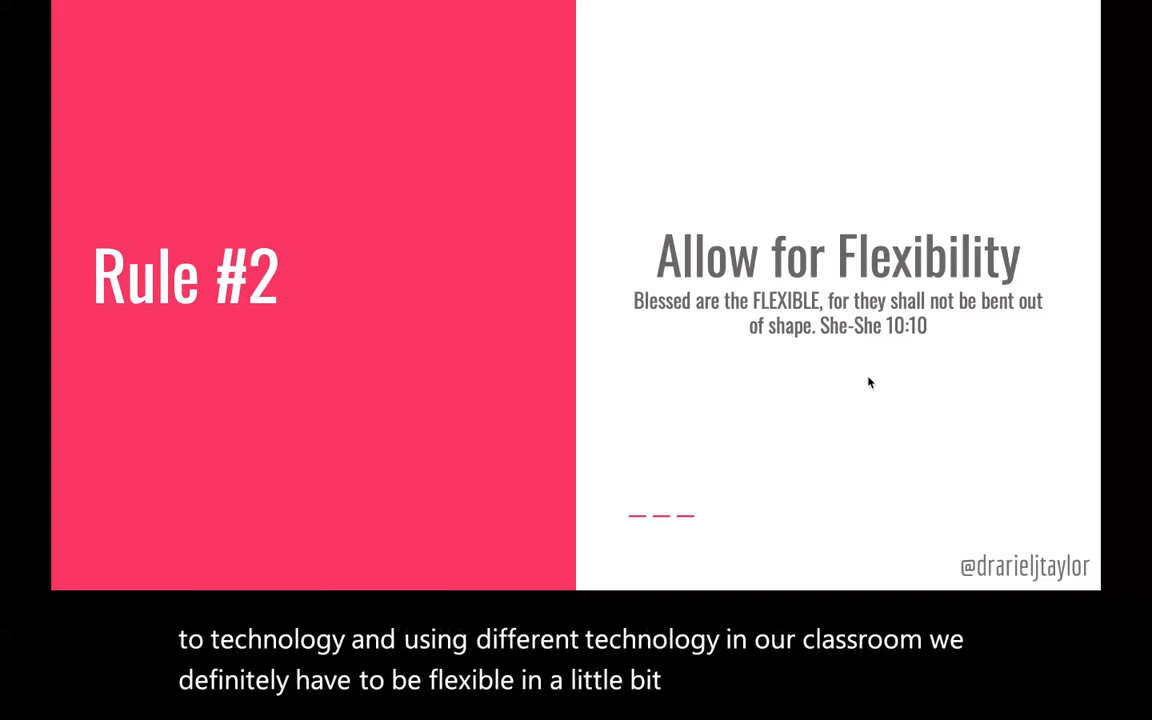 Rule #2
Allow for Flexibility
Blessed are the FLEXIBLE, for they shall not be bent out
of shape. She-She 10:10
@drarieljtaylor
to technology and using different technology in our classroom we
definitely have to be flexible in a little bit